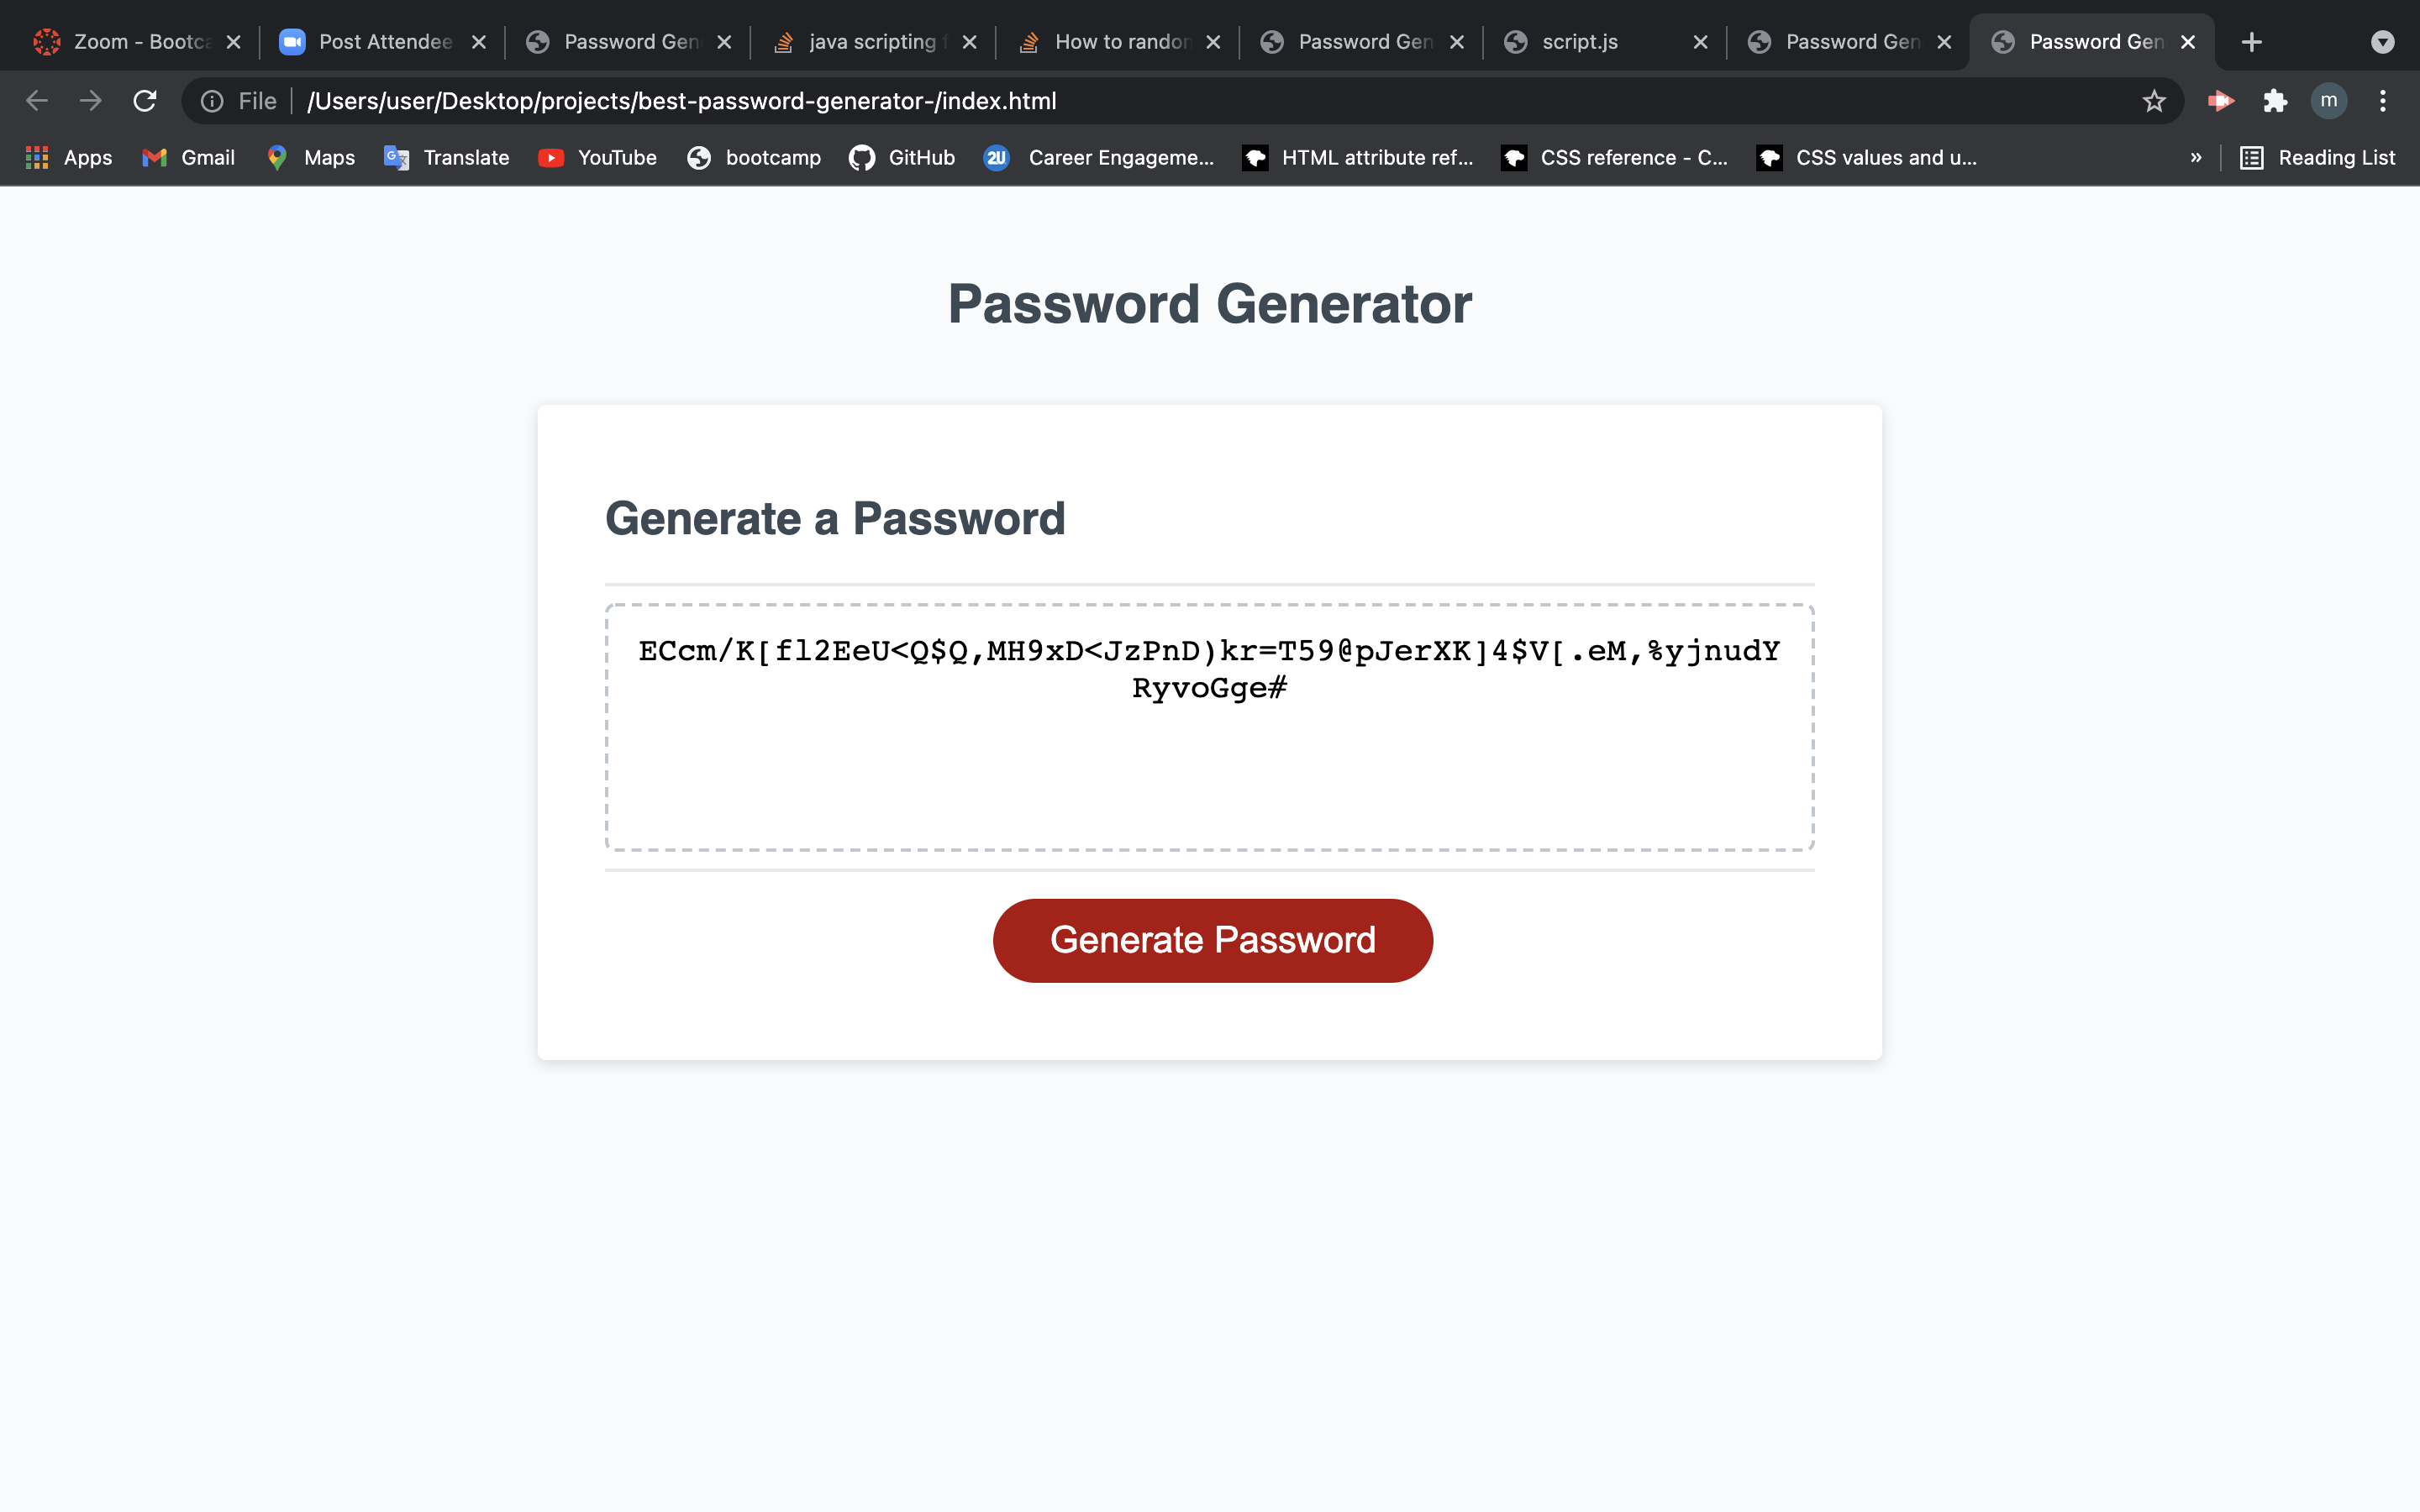 Zoom - Bootca
Post Attendee
Password Gen
java scripting f
How to randon
Password Gen
script.js
Password Gen
Password Gen
File
/Users/user/Desktop/projects/best-password-generator-/index.html
m
Apps
Gmail
Maps
Translate
YouTube
bootcamp
GitHub
2U
Career Engageme...
HTML attribute ref...
CSS reference - C...
CSS values and u...
»
Reading List
Password Generator
Generate a Password
ECcm/K[fl2EeU<Q$Q,MH9xD<JzPnD)kr=T59@pJerXK]4$V[.eM,%yjnudY
RyvoGge#
Generate Password